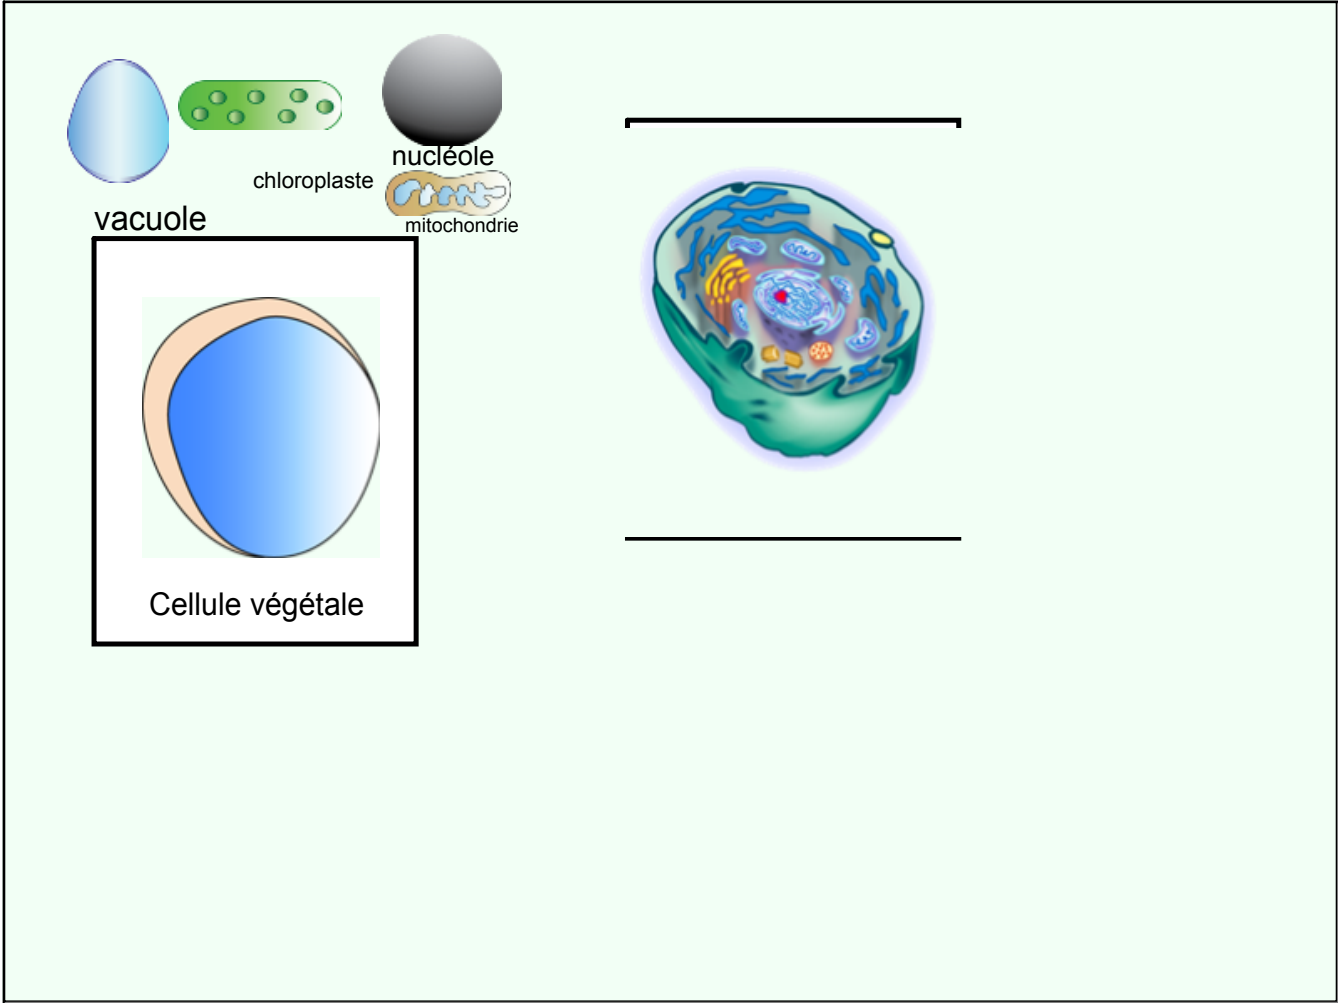 nucléole
chloroplaste
vacuole
mitochondrie
Cellule végétale